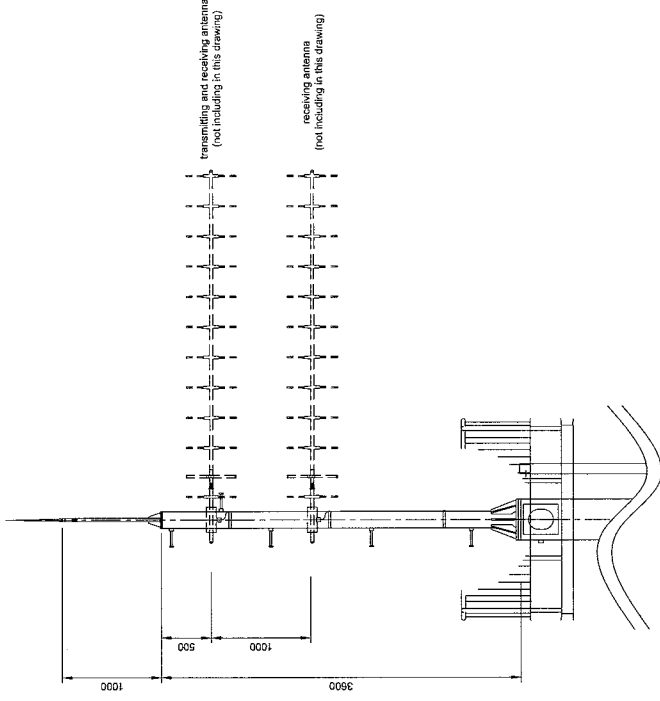 transmitting and receiving antenna
(not including in this drawing)
receiving antenna
(not including in this drawing)
1000
500
1000
3600